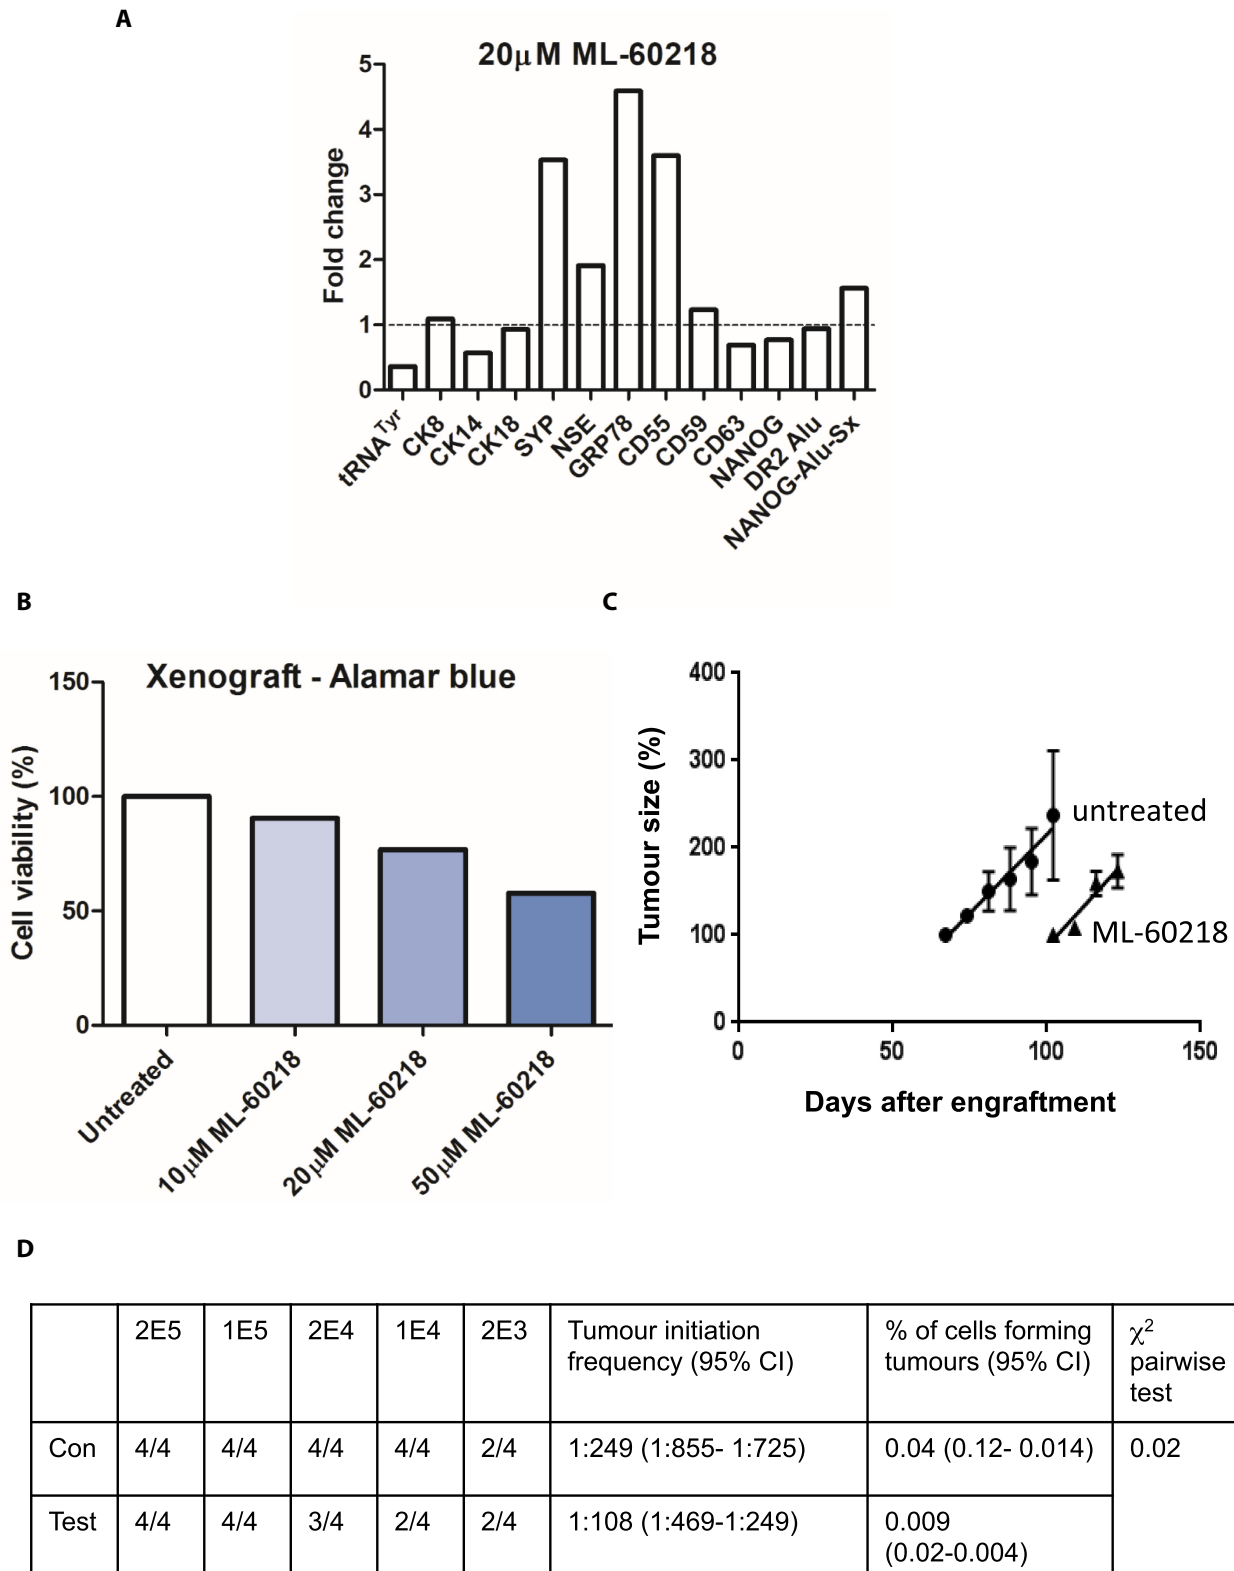 A
20μM ML-60218
5
4
3
2
1
0
Fold change
tRNATyr
CK8
CK14
CK18
SYP
NSE
GRP78
CD55
CD59
CD63
NANOG
DR2 Alu
NANOG-Alu-Sx
B
Xenograft - Alamar blue
150
100
50
0
Cell viability (%)
Untreated
10μM ML-60218
20μM ML-60218
50μM ML-60218
C
400
300
200
100
0
Tumour size (%)
untreated
ML-60218
0 50 100 150
Days after engraftment
D
2E5 1E5 2E4 1E4 2E3 Tumour initiation frequency (95% CI) % of cells forming tumours (95% CI) χ2 pairwise test
Con 4/4 4/4 4/4 4/4 2/4 1:249 (1:855- 1:725) 0.04 (0.12- 0.014) 0.02
Test 4/4 4/4 3/4 2/4 2/4 1:108 (1:469-1:249) 0.009 (0.02-0.004)